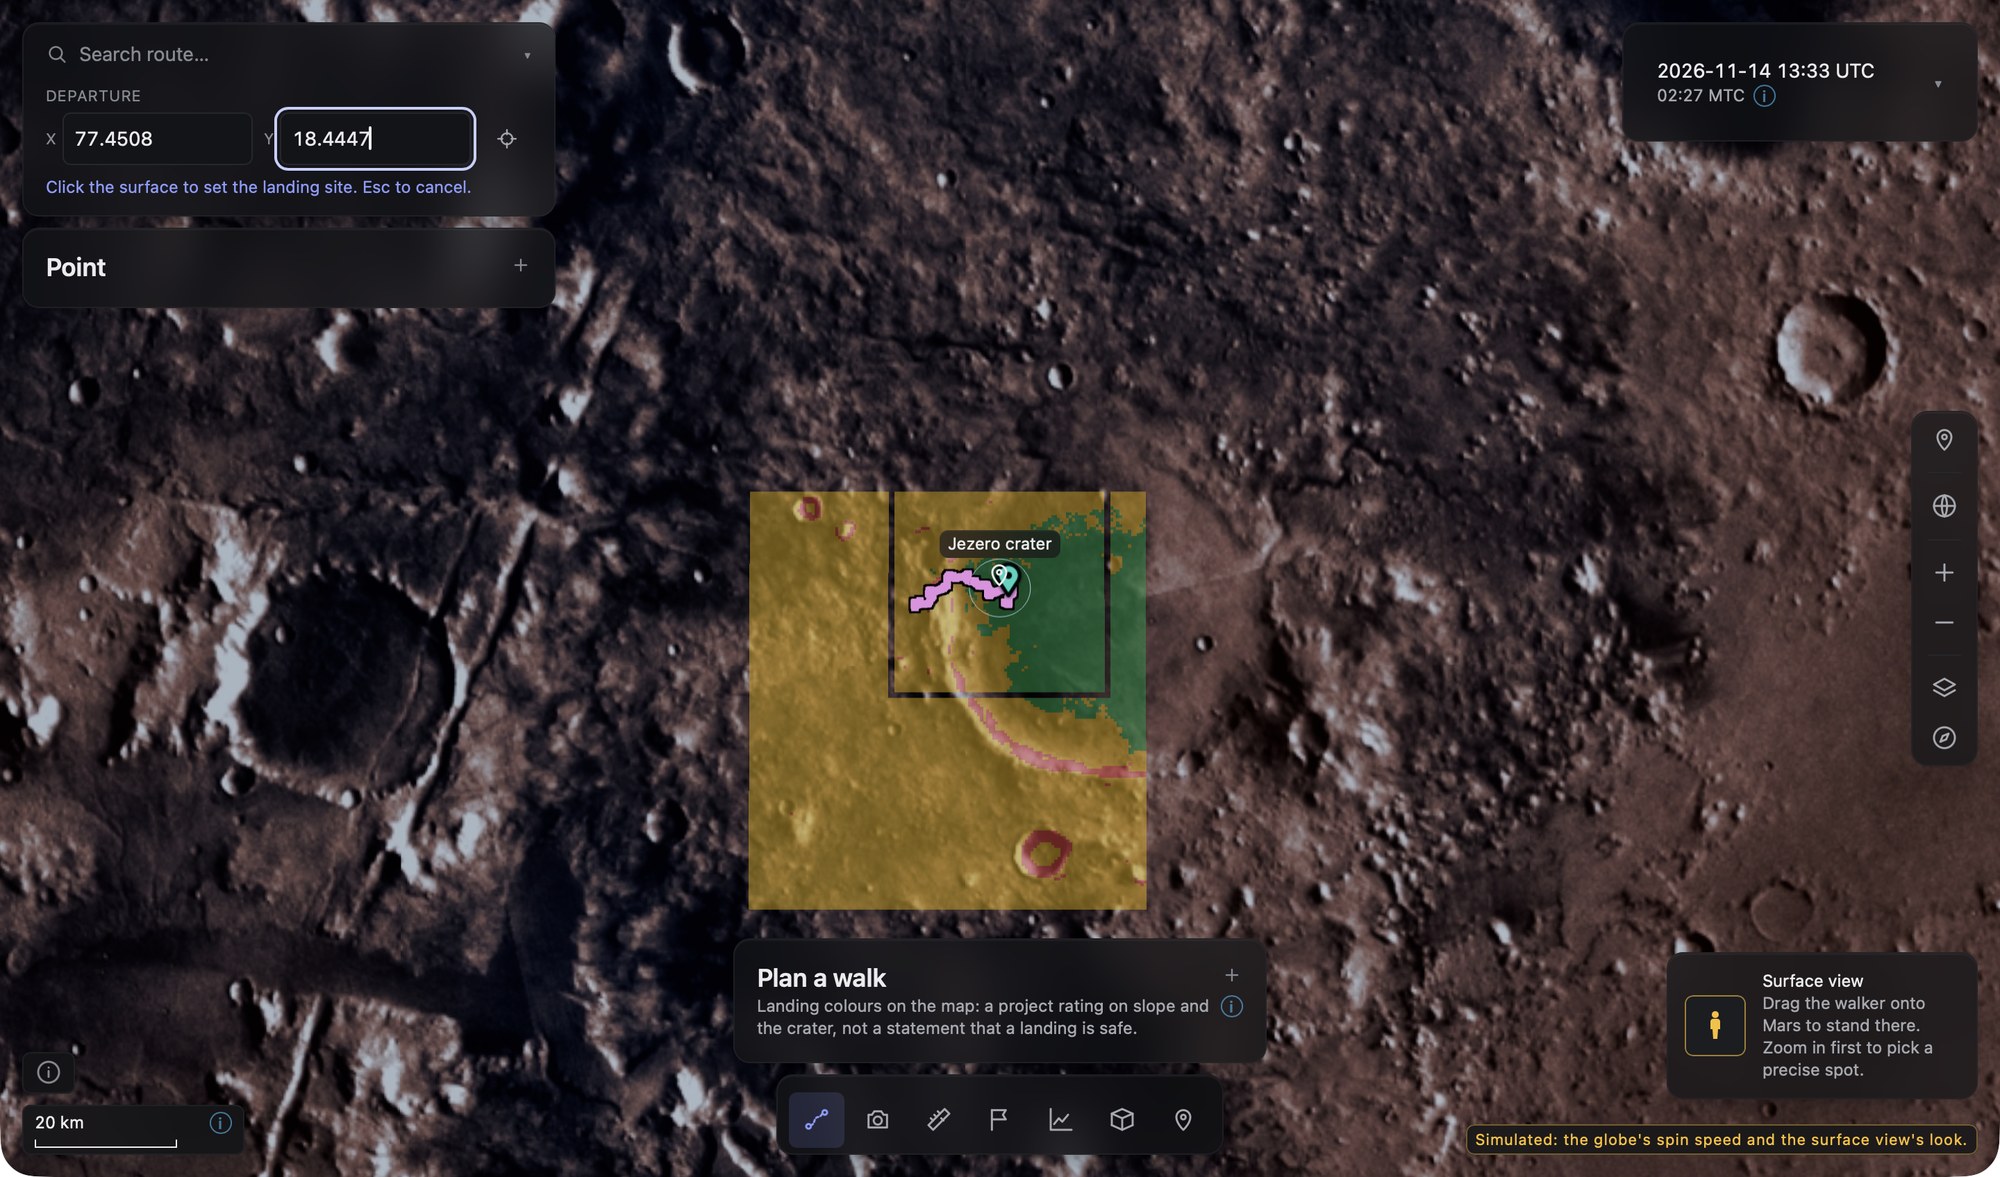 Search route...
DEPARTURE
X 77.4508 Y 18.4447
Click the surface to set the landing site. Esc to cancel.
Point
2026-11-14 13:33 UTC
02:27 MTC
Jezero crater
Plan a walk
Landing colours on the map: a project rating on slope and
the crater, not a statement that a landing is safe.
Surface view
Drag the walker onto
Mars to stand there.
Zoom in first to pick a
precise spot.
20 km
Simulated: the globe's spin speed and the surface view's look.